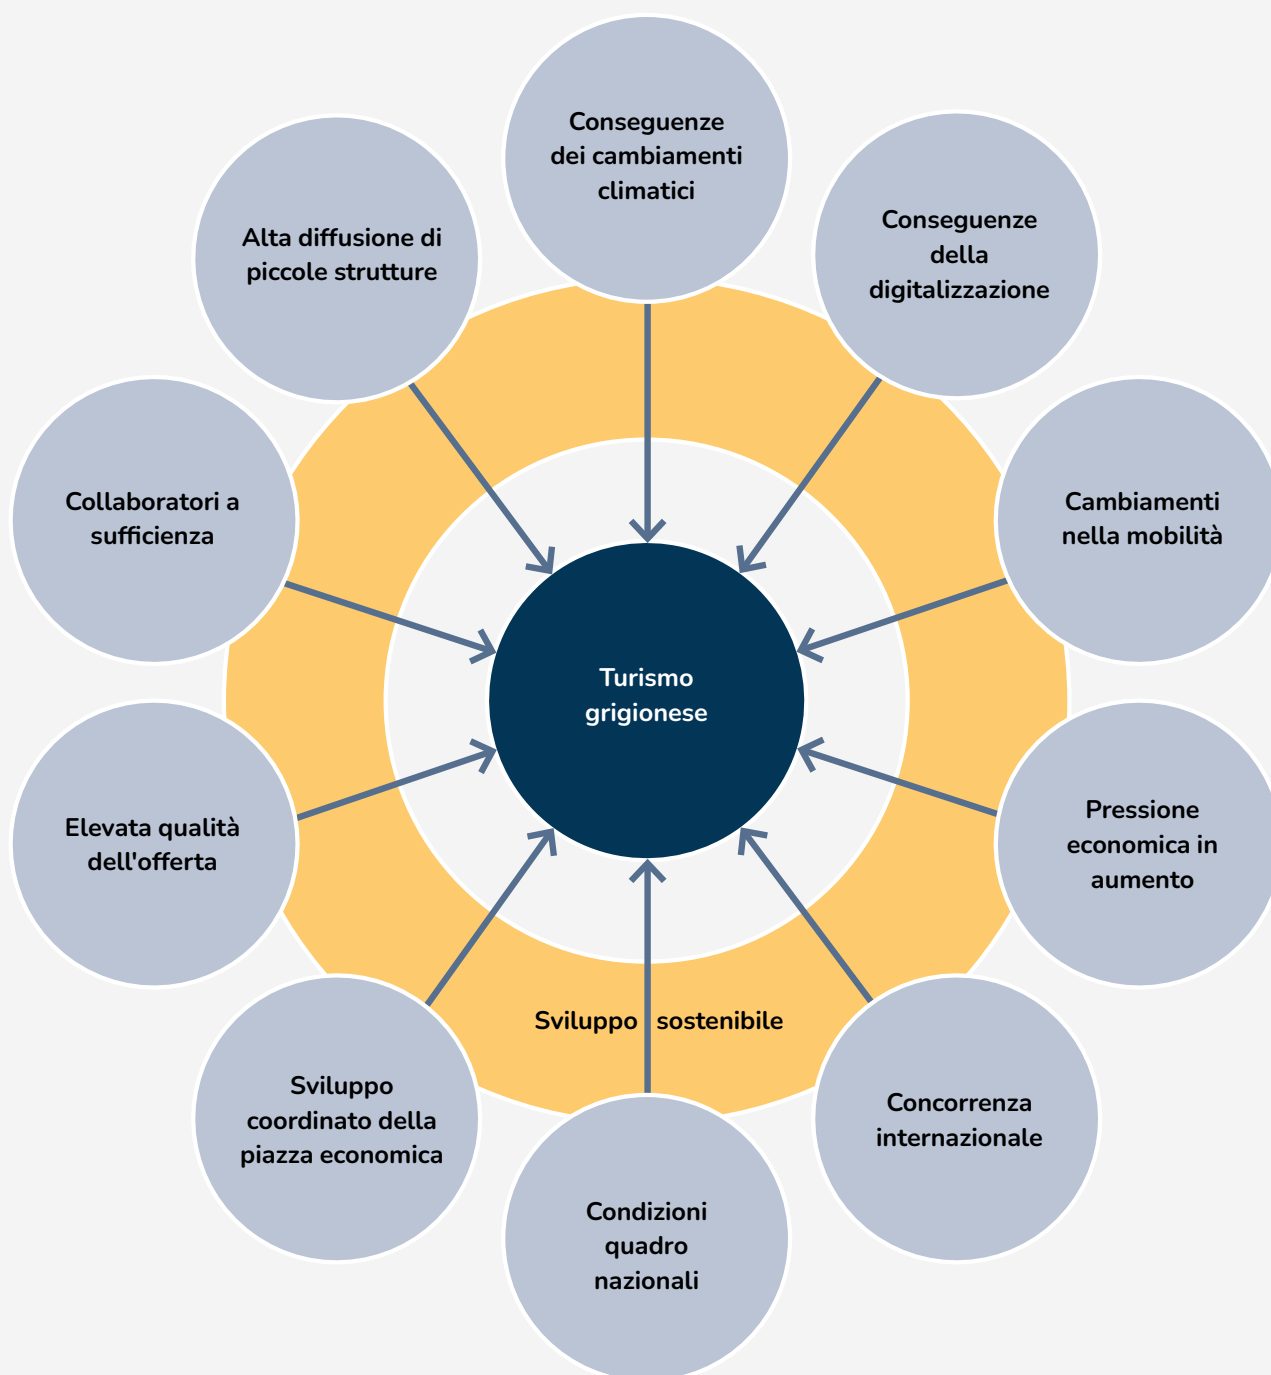 Conseguenze
dei cambiamenti
climatici
Conseguenze
della
digitalizzazione
Alta diffusione di
piccole strutture
Cambiamenti
nella mobilità
Collaboratori a
sufficienza
Turismo
grigionese
Pressione
economica in
aumento
Elevata qualità
dell'offerta
Sviluppo sostenibile
Concorrenza
internazionale
Sviluppo
coordinato della
piazza economica
Condizioni
quadro
nazionali